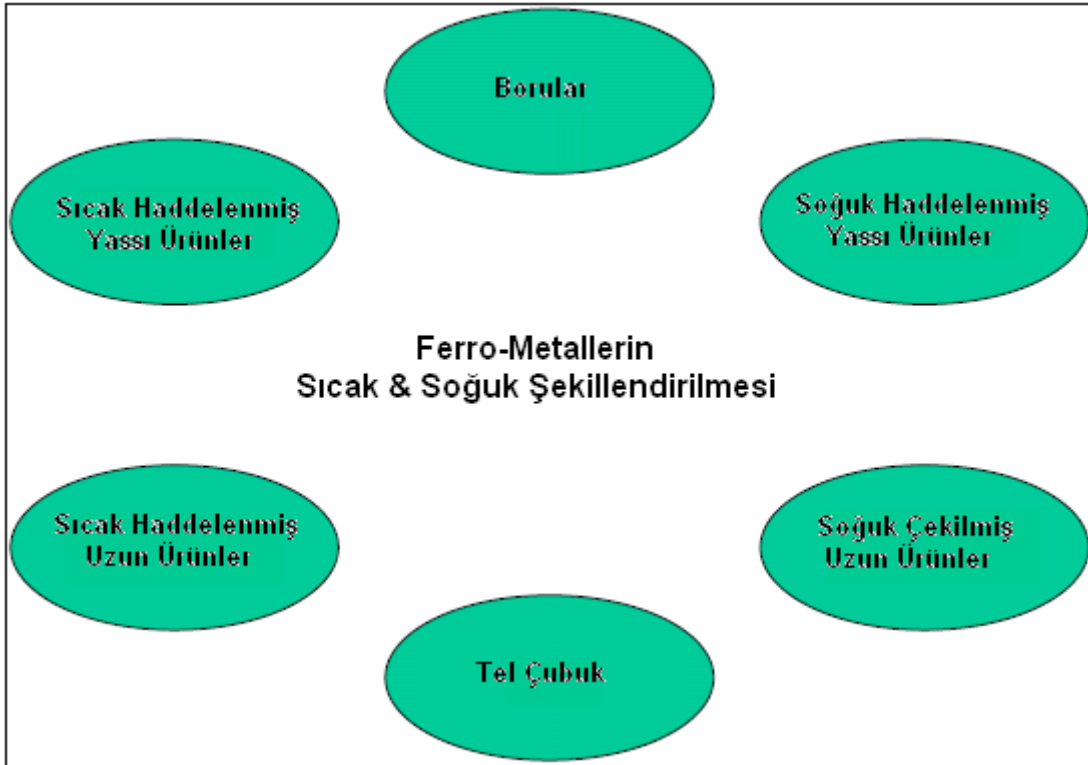 Borular
Sıcak Haddelenmiş
Yassı Ürünler
Soğuk Haddelenmiş
Yassı Ürünler
Ferro-Metallerin
Sıcak & Soğuk Şekillendirilmesi
Sıcak Haddelenmiş
Uzun Ürünler
Soğuk Çekilmiş
Uzun Ürünler
Tel Çubuk